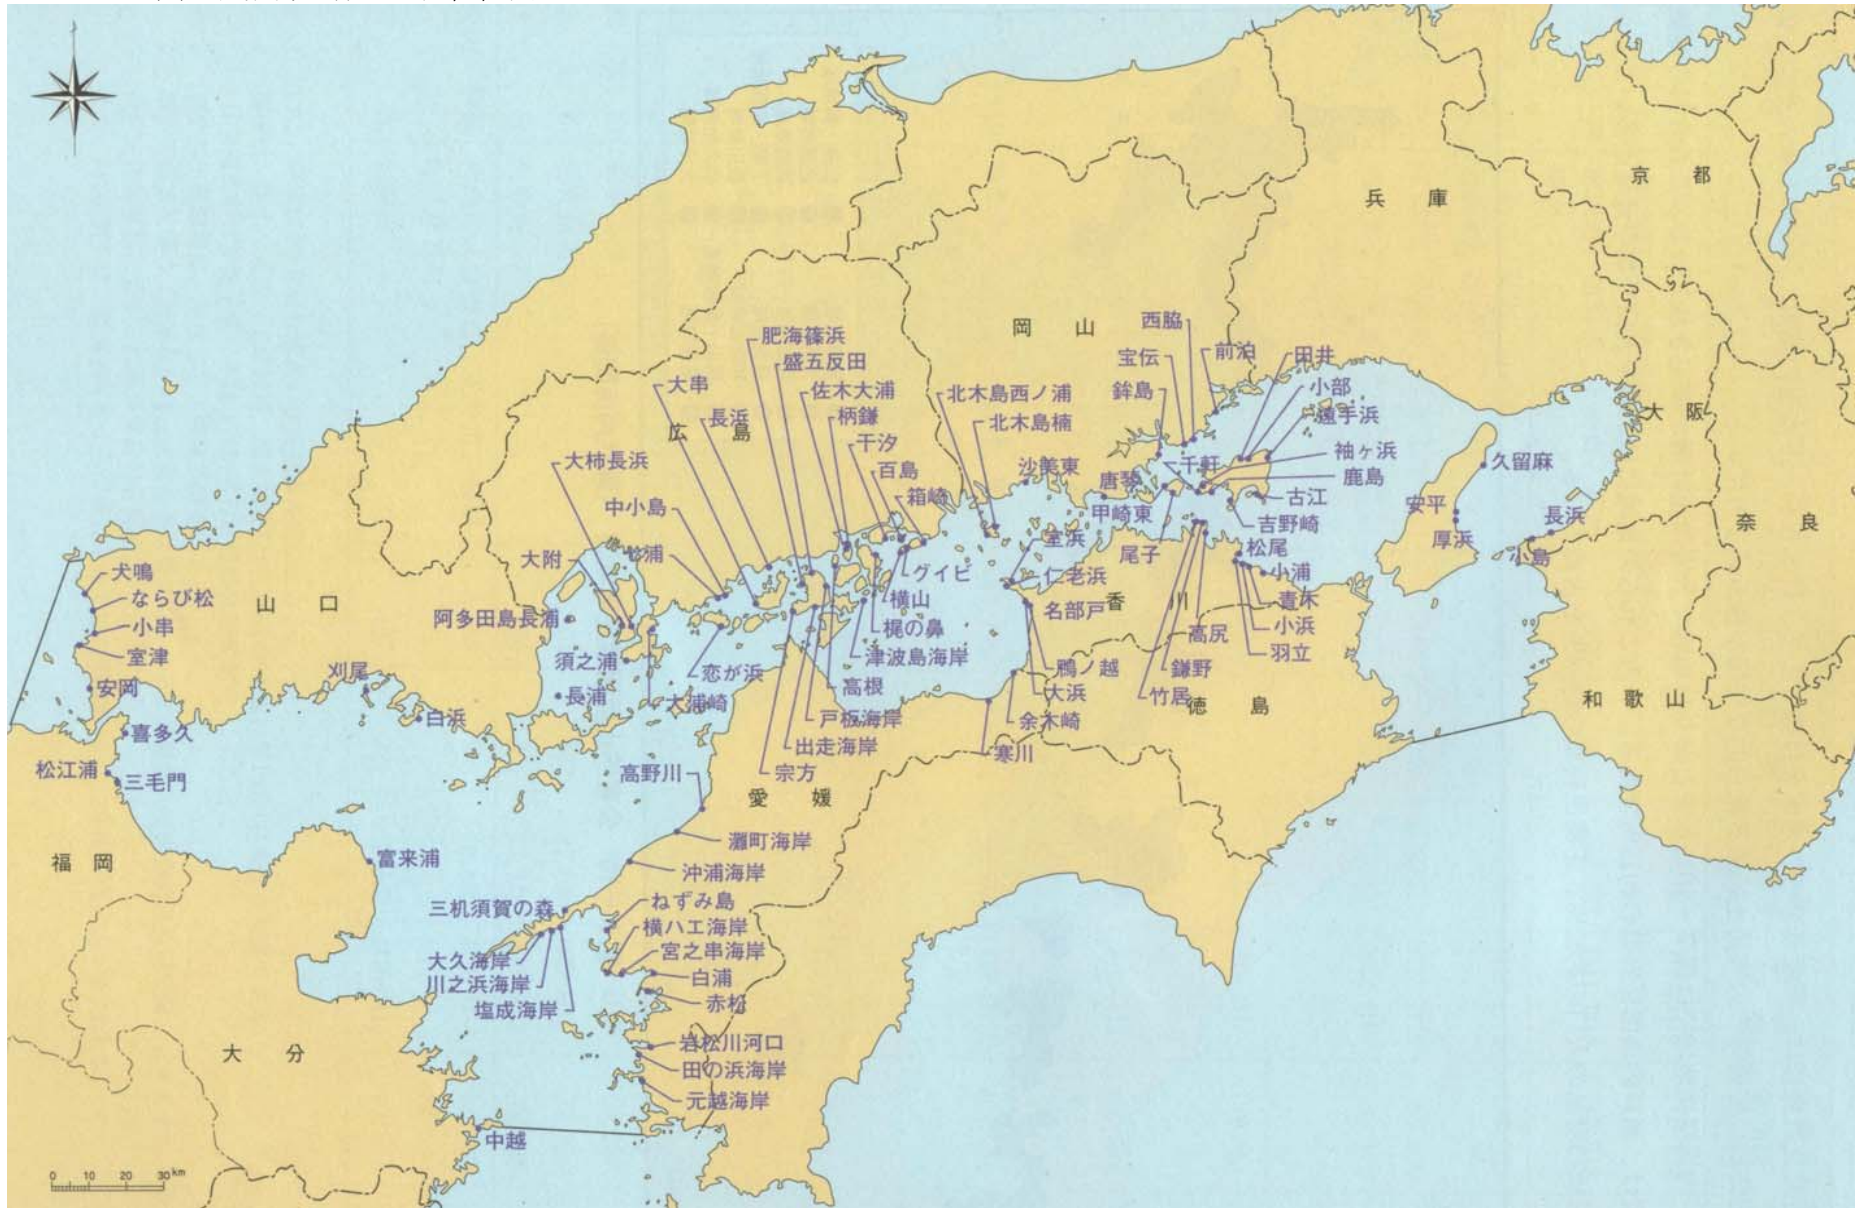 京 都
兵 庫
岡 山
広 島
大 阪
奈 良
和 歌 山
山 口
香 川
徳 島
愛 媛
福 岡
大 分
西脇
前泊
田井
宝伝
小部
鉾島
遠手浜
千軒
袖ヶ浜
鹿島
久留麻
古江
吉野崎
安平
厚浜
長浜
小島
肥海篠浜
盛五反田
佐木大浦
大串
長浜
柄鎌
干汐
百島
箱崎
北木島西ノ浦
北木島楠
沙美東
唐琴
甲崎東
大柿長浜
中小島
大附
阿多田島長浦
須之浦
長浦
大浦崎
恋が浜
グイビ
横山
梶の鼻
津波島海岸
高根
戸板海岸
出走海岸
宗方
室浜
仁老浜
名部戸
尾子
松尾
小浦
青木
小浜
羽立
高尻
鎌野
竹居
鴨ノ越
大浜
余木崎
寒川
犬鳴
ならび松
小串
室津
安岡
刈尾
白浜
喜多久
松江浦
三毛門
富来浦
高野川
灘町海岸
沖浦海岸
三机須賀の森
ねずみ島
横ハエ海岸
宮之串海岸
大久海岸
川之浜海岸
塩成海岸
白浦
赤松
岩松川河口
田の浜海岸
元越海岸
中越
0 10 20 30km